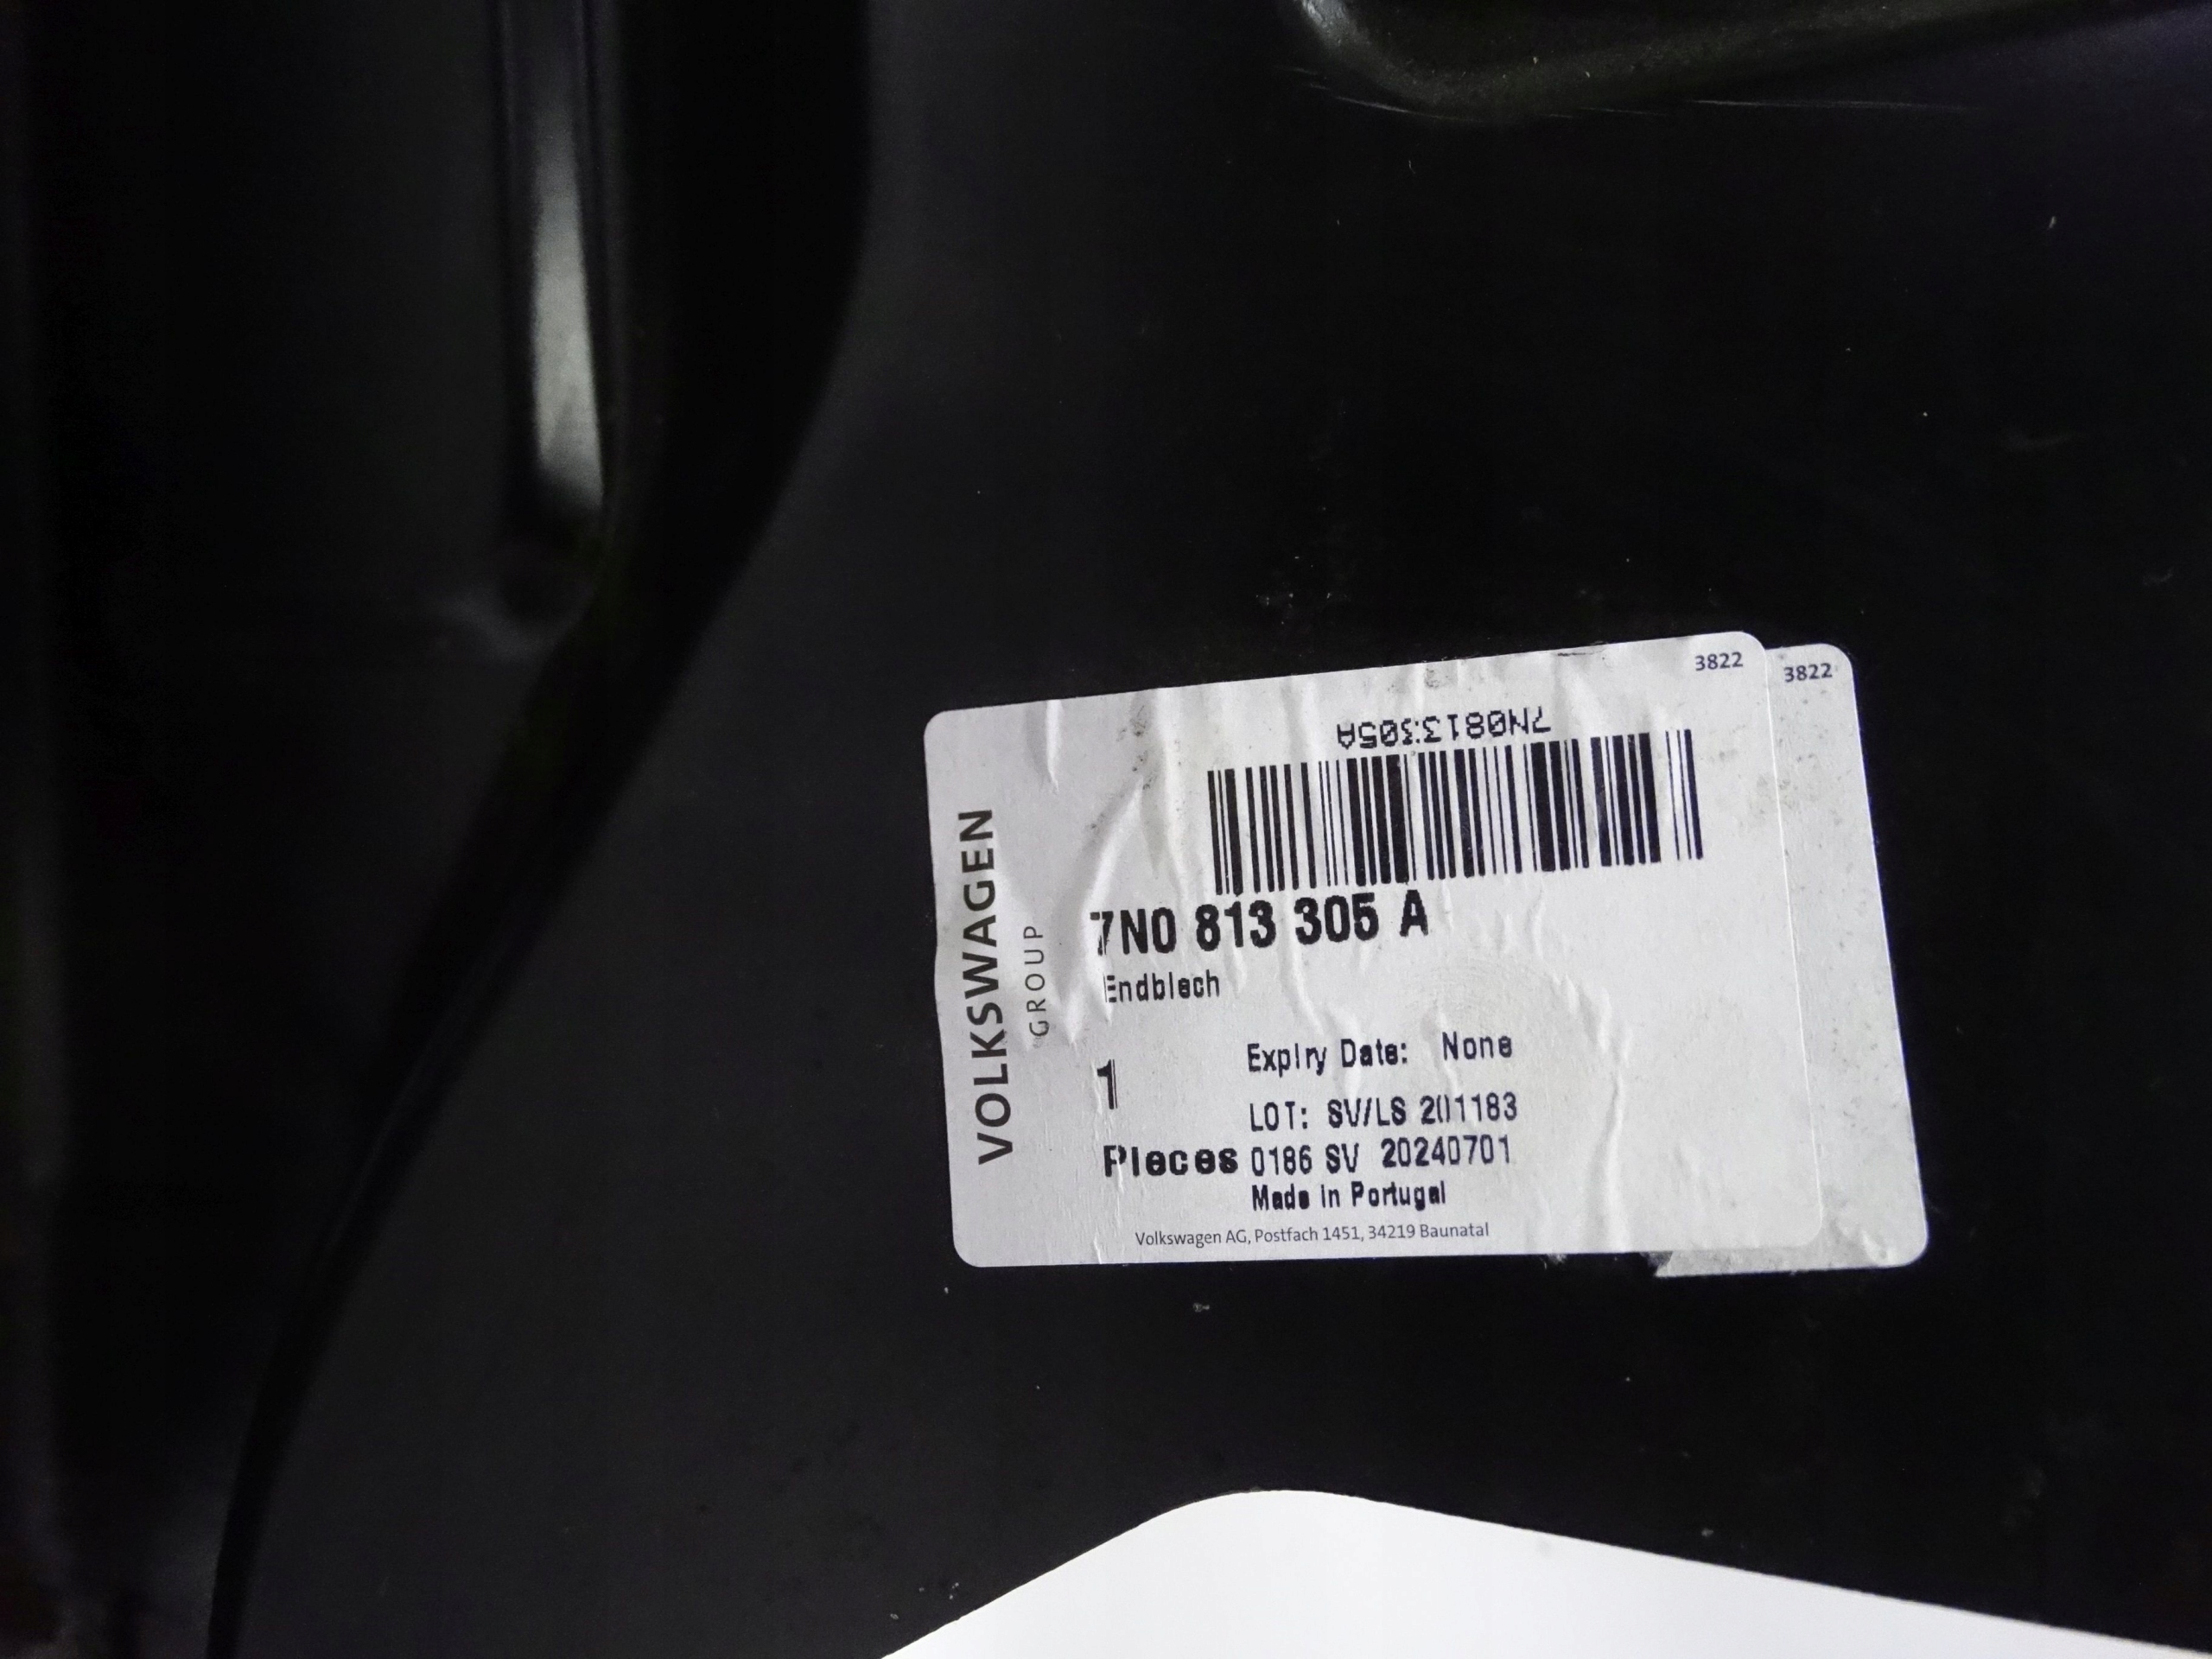 3822
3822
7N0813305A
VOLKSWAGEN
GROUP
7N0 813 305 A
Endblech
Expiry Date: None
1
LOT: SV/LS 201183
Pieces 0186 SV 20240701
Made in Portugal
Volkswagen AG, Postfach 1451, 34219 Baunatal